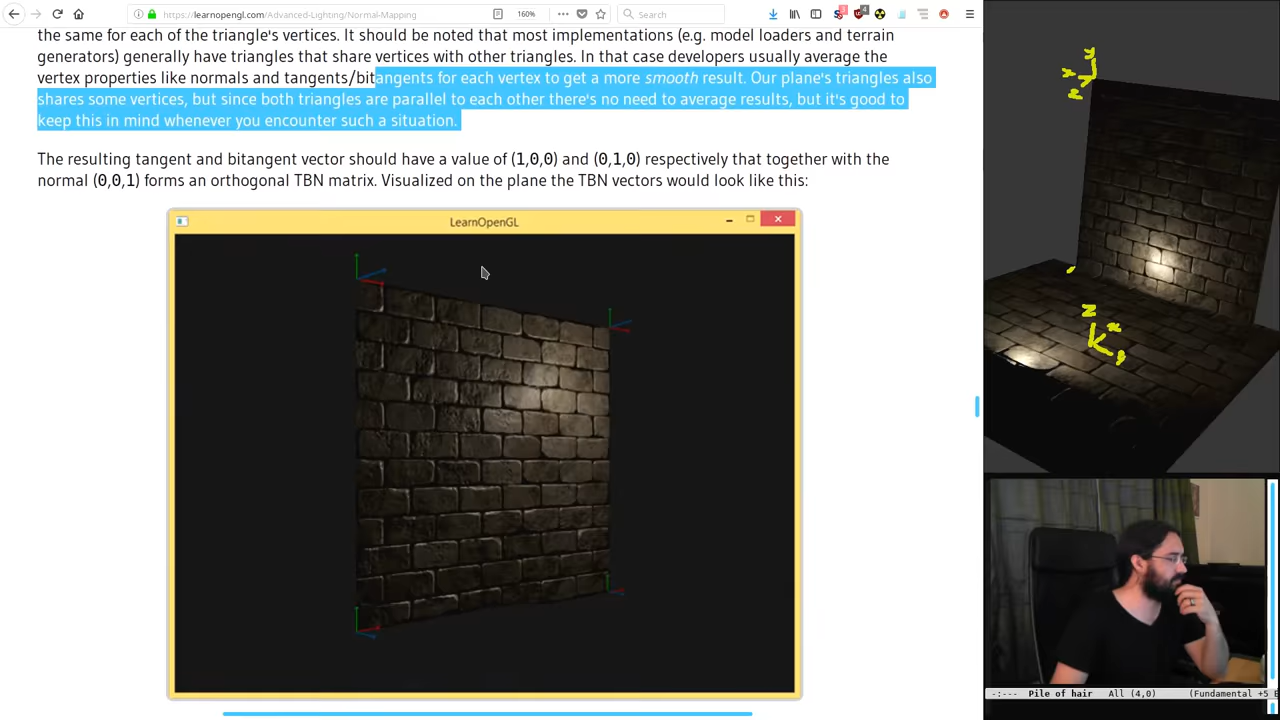 https://learnopengl.com/Advanced-Lighting/Normal-Mapping
160%
Search
the same for each of the triangle's vertices. It should be noted that most implementations (e.g. model loaders and terrain
generators) generally have triangles that share vertices with other triangles. In that case developers usually average the
vertex properties like normals and tangents/bitangents for each vertex to get a more smooth result. Our plane's triangles also
shares some vertices, but since both triangles are parallel to each other there's no need to average results, but it's good to
keep this in mind whenever you encounter such a situation.
The resulting tangent and bitangent vector should have a value of (1,0,0) and (0,1,0) respectively that together with the
normal (0,0,1) forms an orthogonal TBN matrix. Visualized on the plane the TBN vectors would look like this:
LearnOpenGL
y
x
z
z
x
y
-:--- Pile of hair All (4,0) (Fundamental +5